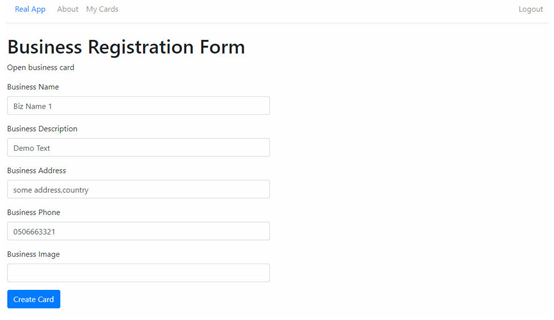 Real App About My Cards Logout
Business Registration Form
Open business card
Business Name
Biz Name 1
Business Description
Demo Text
Business Address
some address,country
Business Phone
0506663321
Business Image
Create Card